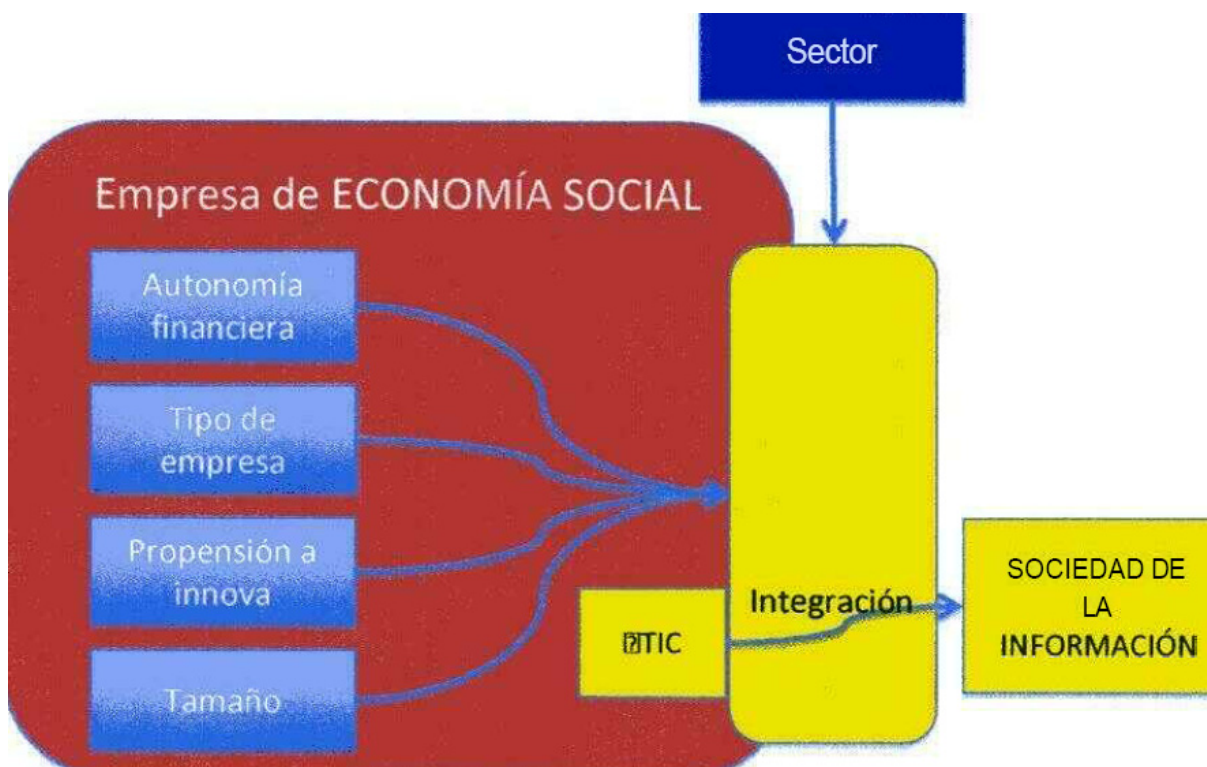 Sector
Empresa de ECONOMÍA SOCIAL
Autonomía
financiera
Tipo de
empresa
Propensión a
innova
Tamaño
TIC
Integración
SOCIEDAD DE
LA
INFORMACIÓN